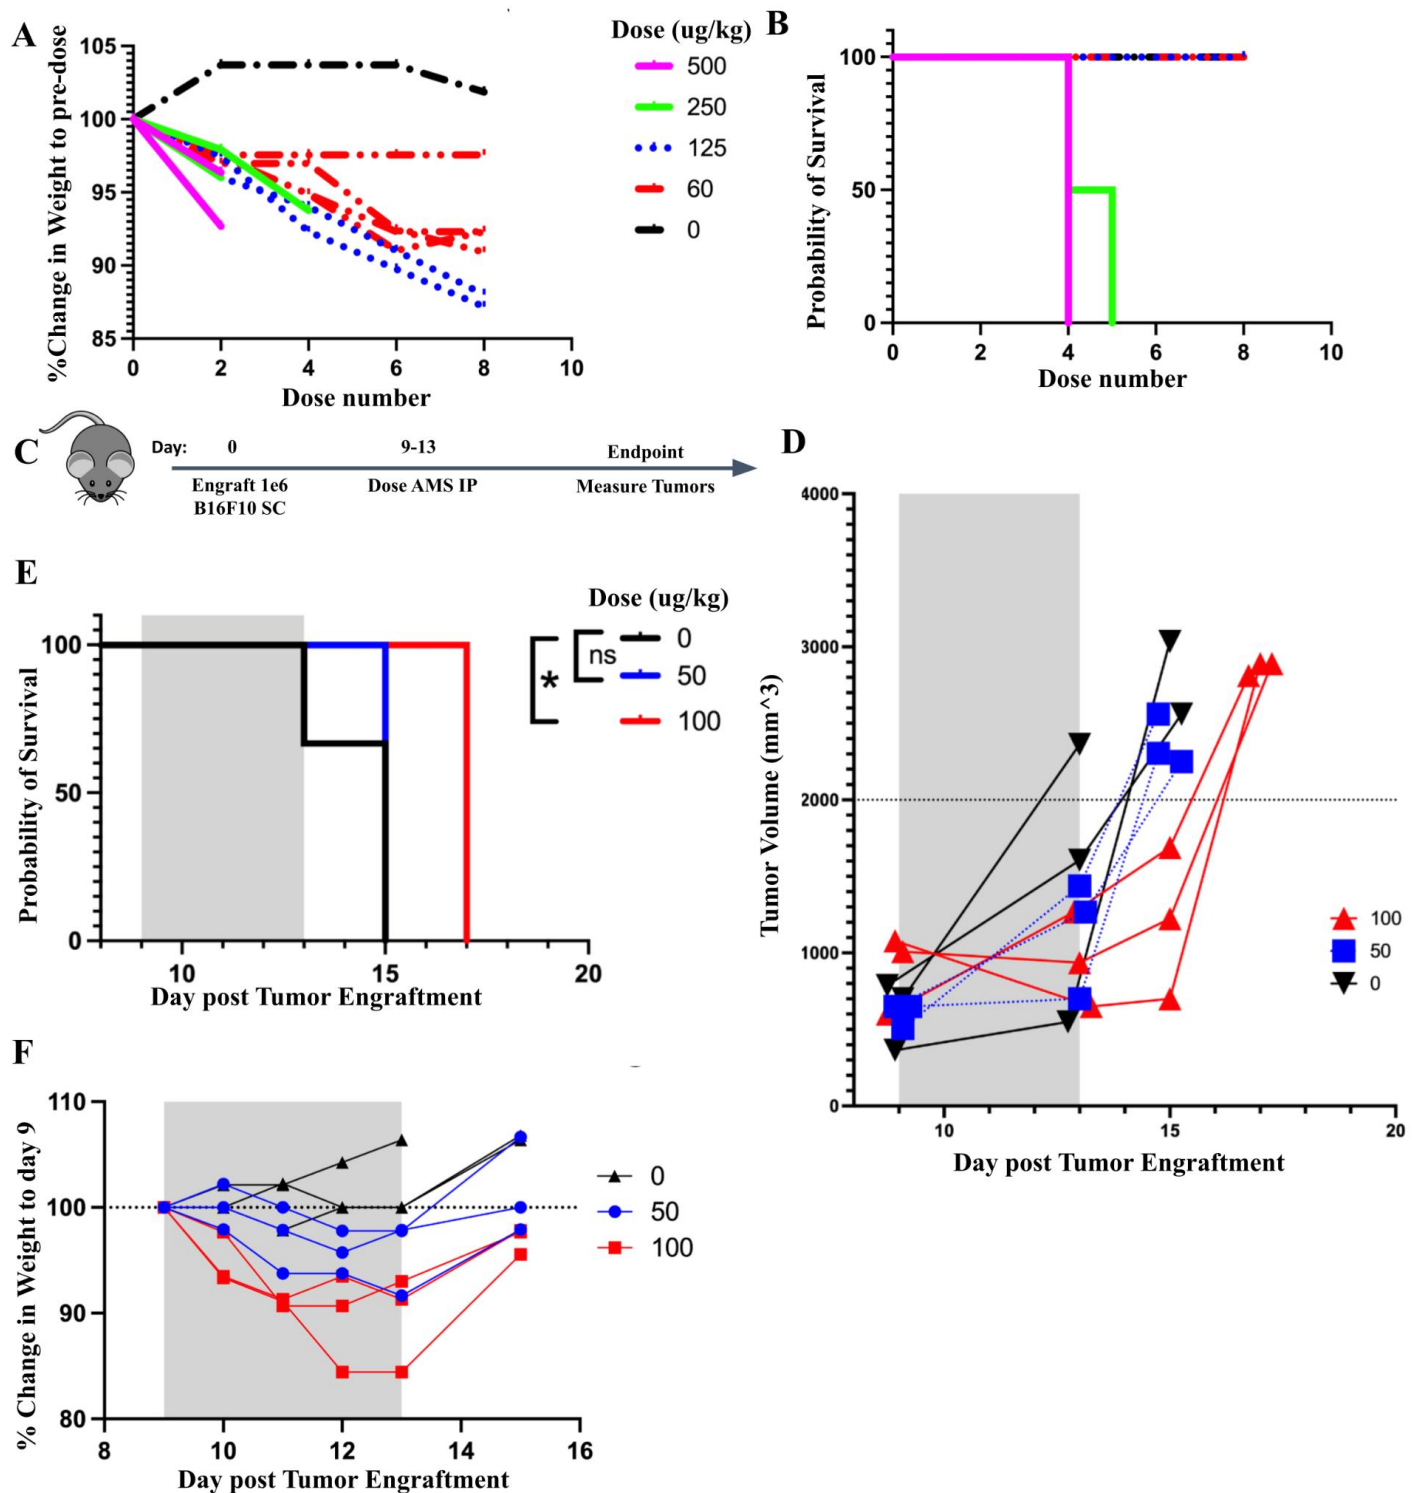 A
105
100
95
90
85
%Change in Weight to pre-dose
0 2 4 6 8 10
Dose number
Dose (ug/kg)
500
250
125
60
0
B
100
50
0
Probability of Survival
0 2 4 6 8 10
Dose number
C
Day: 0 9-13 Endpoint
Engraft 1e6 Dose AMS IP Measure Tumors
B16F10 SC
D
4000
3000
2000
1000
0
Tumor Volume (mm^3)
10 15 20
Day post Tumor Engraftment
100
50
0
E
100
50
0
Probability of Survival
10 15 20
Day post Tumor Engraftment
Dose (ug/kg)
* ns 0
50
100
F
110
100
90
80
% Change in Weight to day 9
8 10 12 14 16
Day post Tumor Engraftment
0
50
100